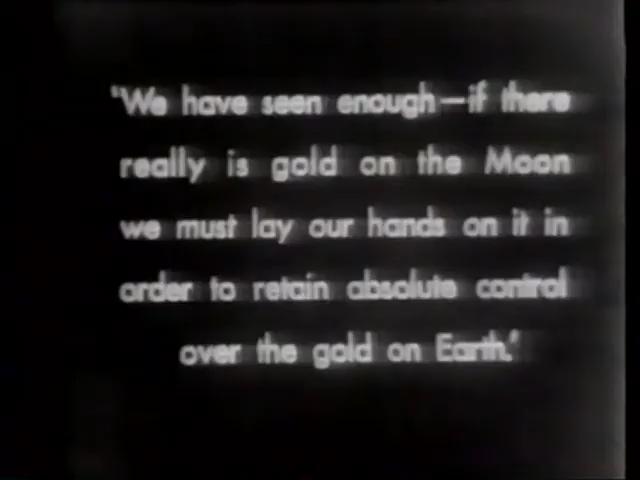 "We have seen enough—if there
really is gold on the Moon
we must lay our hands on it in
order to retain absolute control
over the gold on Earth."